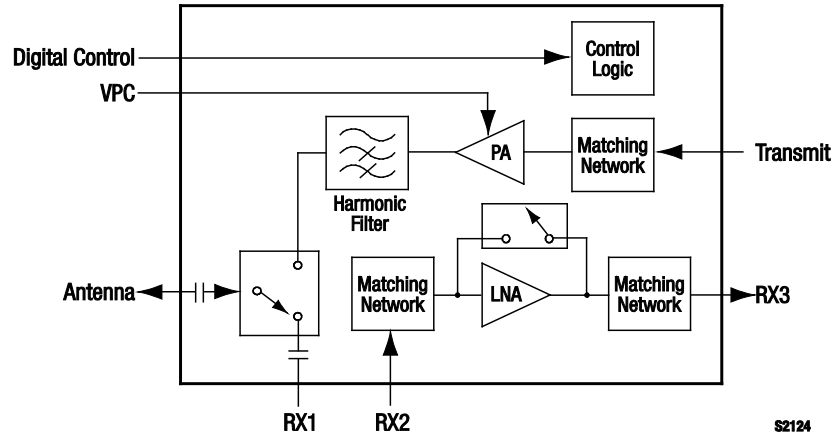 Digital Control
Control
Logic
VPC
PA
Matching
Network
Transmit
Harmonic
Filter
Antenna
Matching
Network
LNA
Matching
Network
RX3
RX1
RX2
S2124